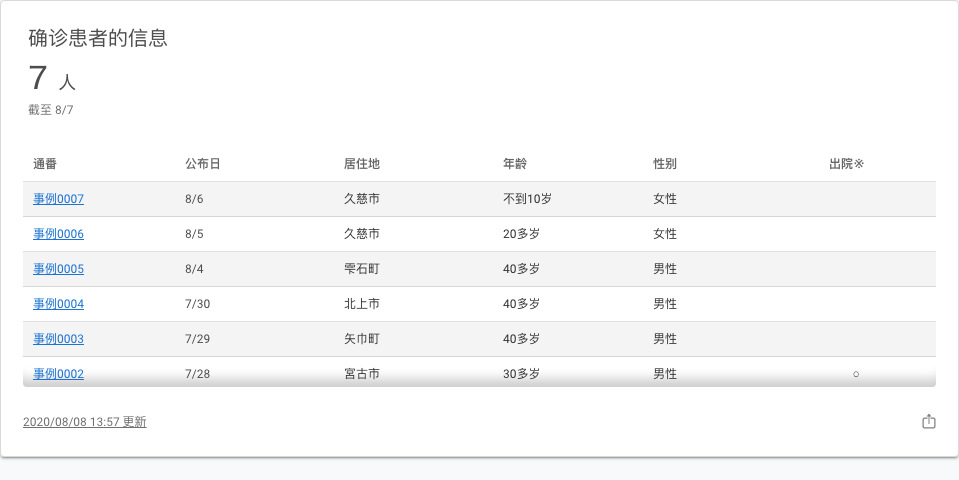 确诊患者的信息
7 人
截至 8/7
通番 公布日 居住地 年龄 性别 出院※
事例0007 8/6 久慈市 不到10岁 女性
事例0006 8/5 久慈市 20多岁 女性
事例0005 8/4 雫石町 40多岁 男性
事例0004 7/30 北上市 40多岁 男性
事例0003 7/29 矢巾町 40多岁 男性
事例0002 7/28 宮古市 30多岁 男性 ○
2020/08/08 13:57 更新